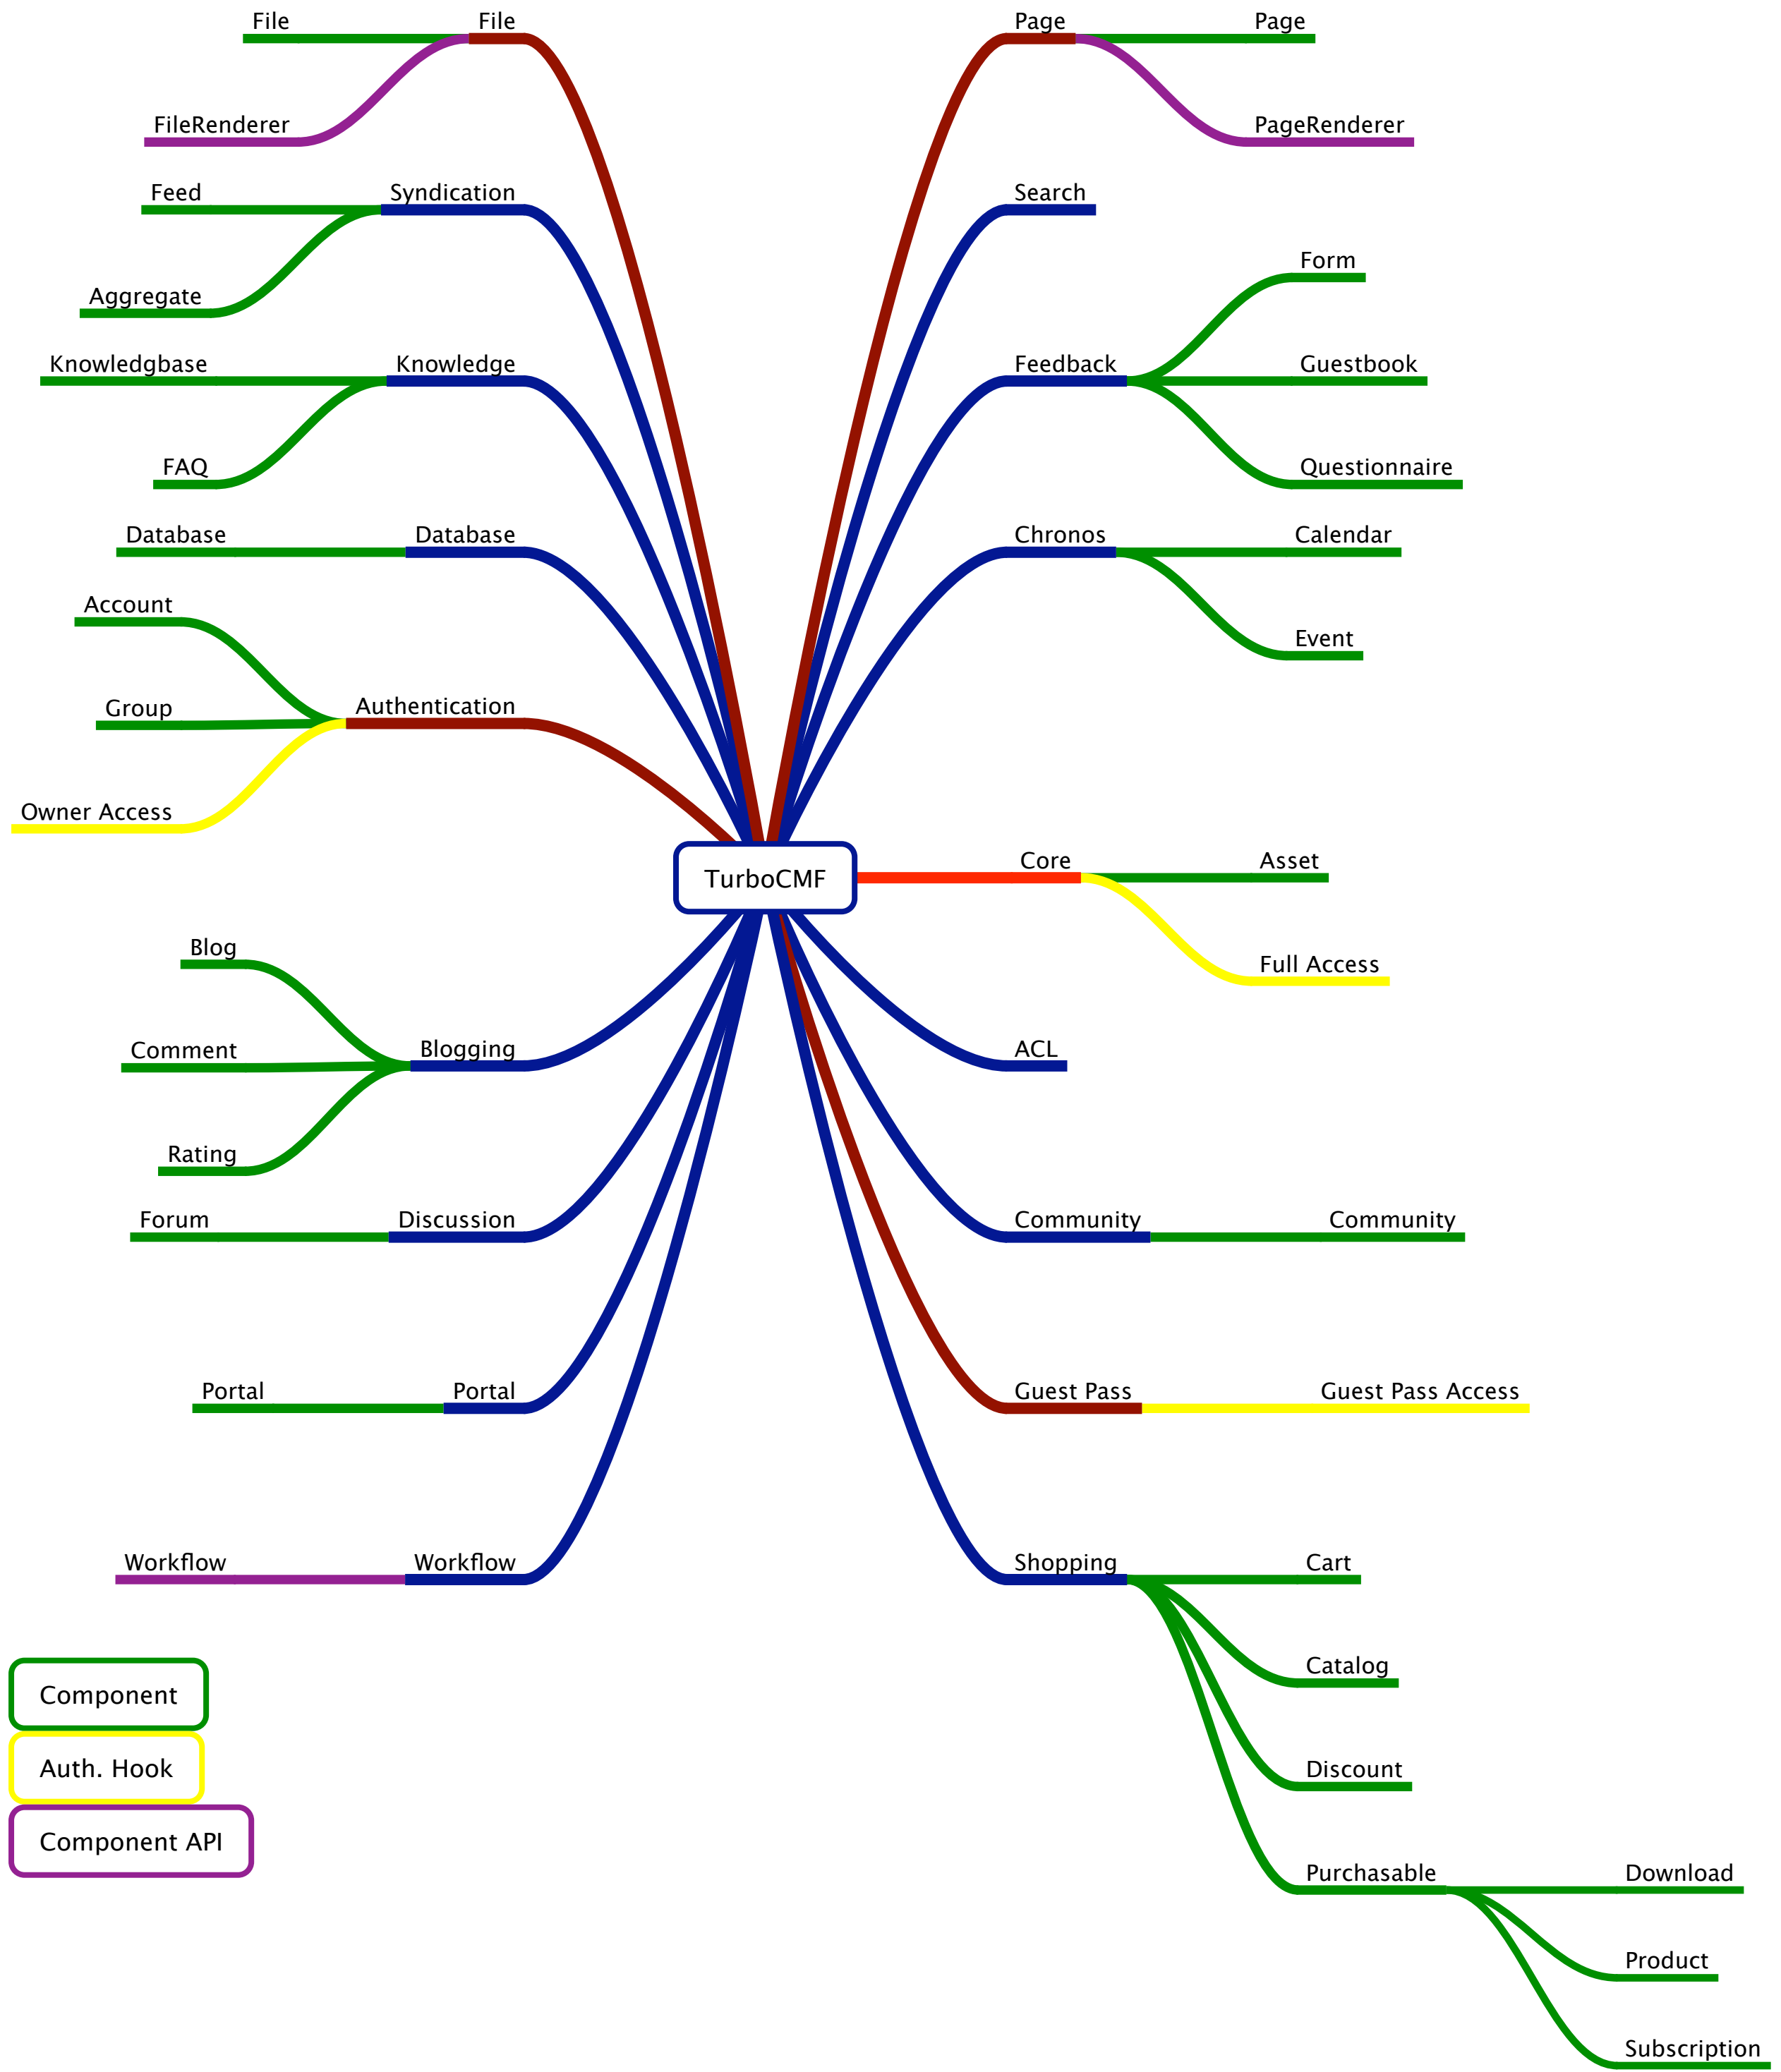 File
File
Page
Page
FileRenderer
PageRenderer
Feed
Syndication
Search
Form
Aggregate
Knowledgbase
Knowledge
Feedback
Guestbook
FAQ
Questionnaire
Database
Database
Chronos
Calendar
Account
Event
Group
Authentication
Owner Access
TurboCMF
Core
Asset
Blog
Full Access
Comment
Blogging
ACL
Rating
Forum
Discussion
Community
Community
Portal
Portal
Guest Pass
Guest Pass Access
Workflow
Workflow
Shopping
Cart
Catalog
Component
Auth. Hook
Discount
Component API
Purchasable
Download
Product
Subscription